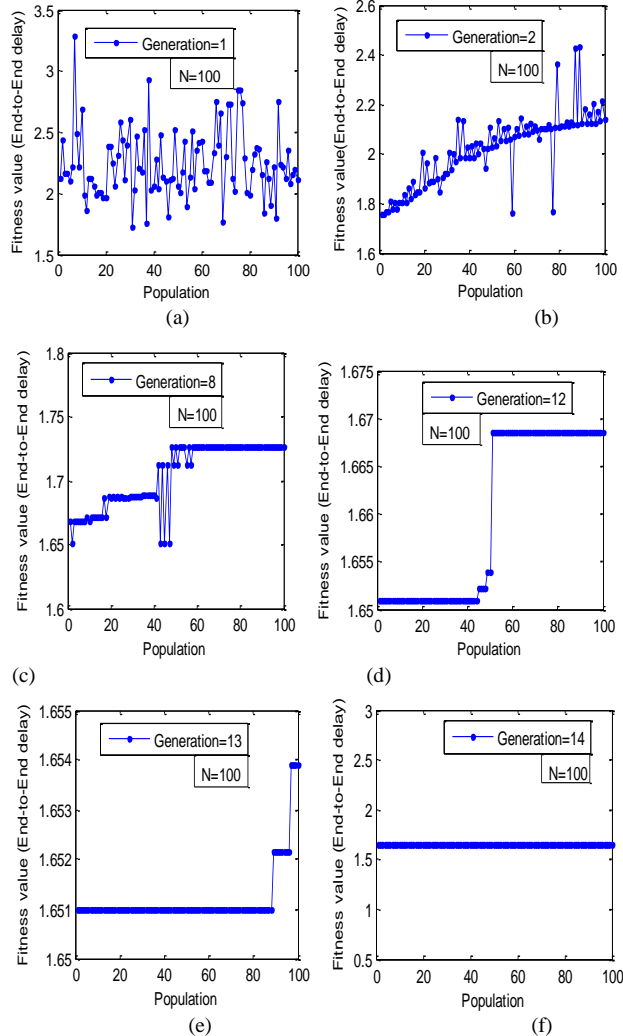 3.5
3
2.5
2
1.5
Fitness value (End-to-End delay)
Generation=1
N=100
0 20 40 60 80 100
Population
(a)
2.6
2.4
2.2
2
1.8
1.6
Fitness value(End-to-End delay)
Generation=2
N=100
0 20 40 60 80 100
Population
(b)
1.8
1.75
1.7
1.65
1.6
Fitness value (End-to-End delay)
Generation=8
N=100
0 20 40 60 80 100
Population
(c)
1.675
1.67
1.665
1.66
1.655
1.65
Fitness value (End-to-End delay)
Generation=12
N=100
0 20 40 60 80 100
Population
(d)
1.655
1.654
1.653
1.652
1.651
1.65
Fitness value (End-to-End delay)
Generation=13
N=100
0 20 40 60 80 100
Population
(e)
3
2.5
2
1.5
1
0.5
Fitness value (End-to-End delay)
Generation=14
N=100
0 20 40 60 80 100
Population
(f)